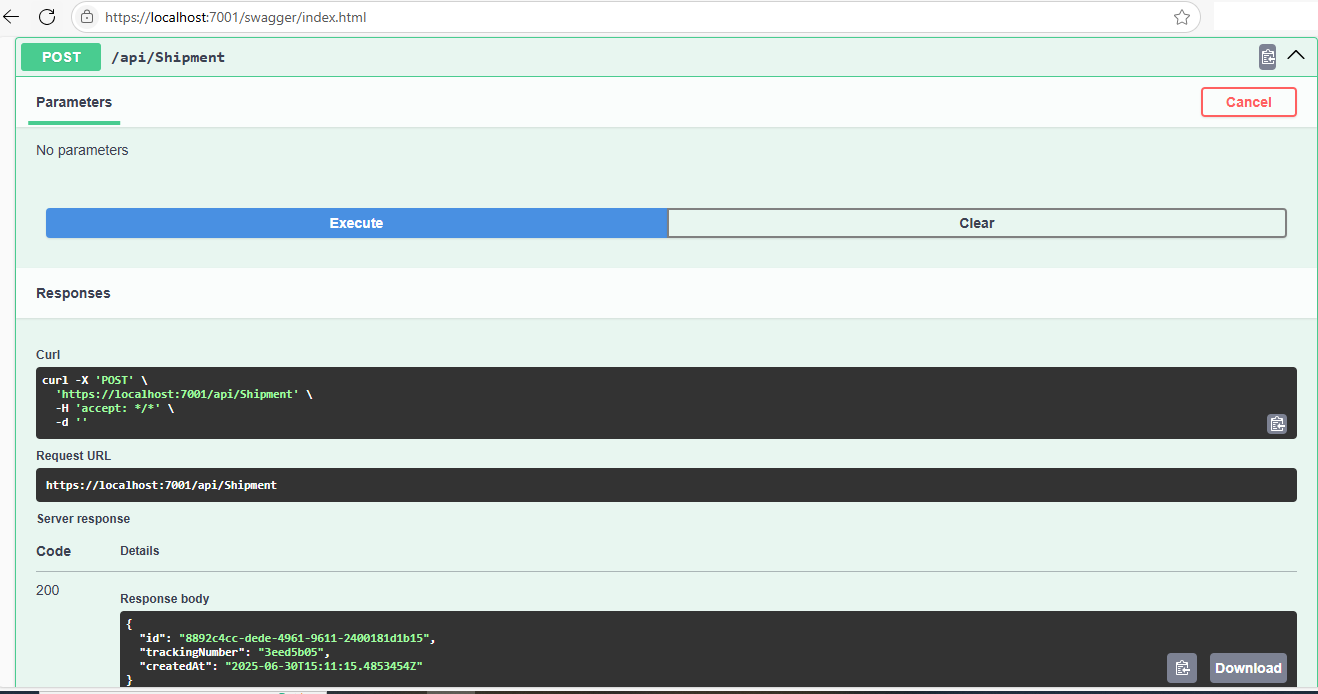 https://localhost:7001/swagger/index.html
POST /api/Shipment
Parameters
Cancel
No parameters
Execute
Clear
Responses
Curl
curl -X 'POST' \
'https://localhost:7001/api/Shipment' \
-H 'accept: */*' \
-d ''
Request URL
https://localhost:7001/api/Shipment
Server response
Code Details
200
Response body
{
"id": "8892c4cc-dede-4961-9611-2400181d1b15",
"trackingNumber": "3eed5b05",
"createdAt": "2025-06-30T15:11:15.4853454Z"
}
Download